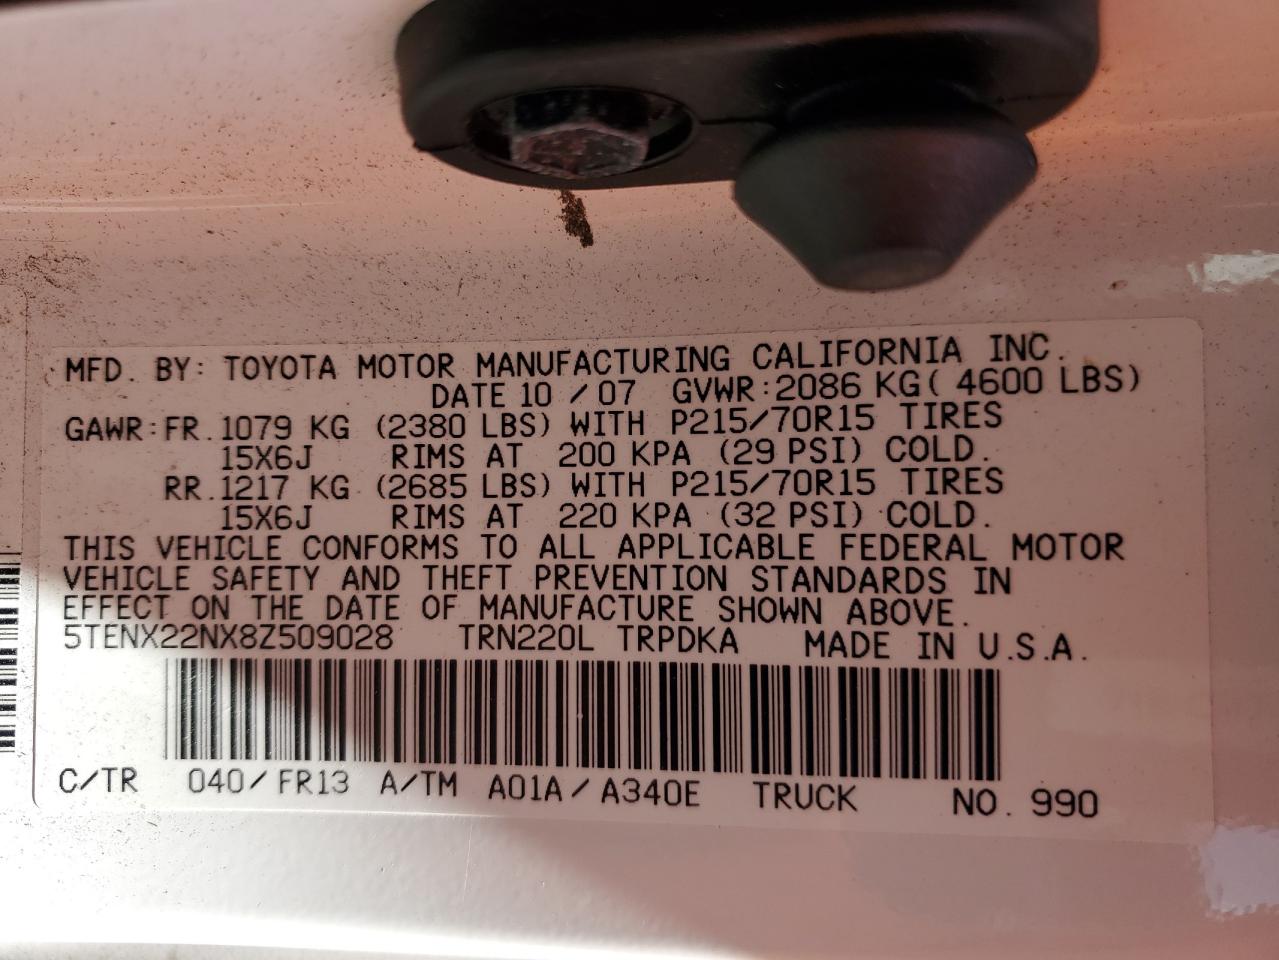 MFD. BY: TOYOTA MOTOR MANUFACTURING CALIFORNIA INC.
DATE 10 / 07 GVWR: 2086 KG ( 4600 LBS)
GAWR: FR. 1079 KG (2380 LBS) WITH P215/70R15 TIRES
15X6J RIMS AT 200 KPA (29 PSI) COLD.
RR. 1217 KG (2685 LBS) WITH P215/70R15 TIRES
15X6J RIMS AT 220 KPA (32 PSI) COLD.
THIS VEHICLE CONFORMS TO ALL APPLICABLE FEDERAL MOTOR
VEHICLE SAFETY AND THEFT PREVENTION STANDARDS IN
EFFECT ON THE DATE OF MANUFACTURE SHOWN ABOVE.
5TENX22NX8Z509028 TRN220L TRPDKA MADE IN U.S.A.
C/TR 040/FR13 A/TM A01A/A340E TRUCK NO. 990